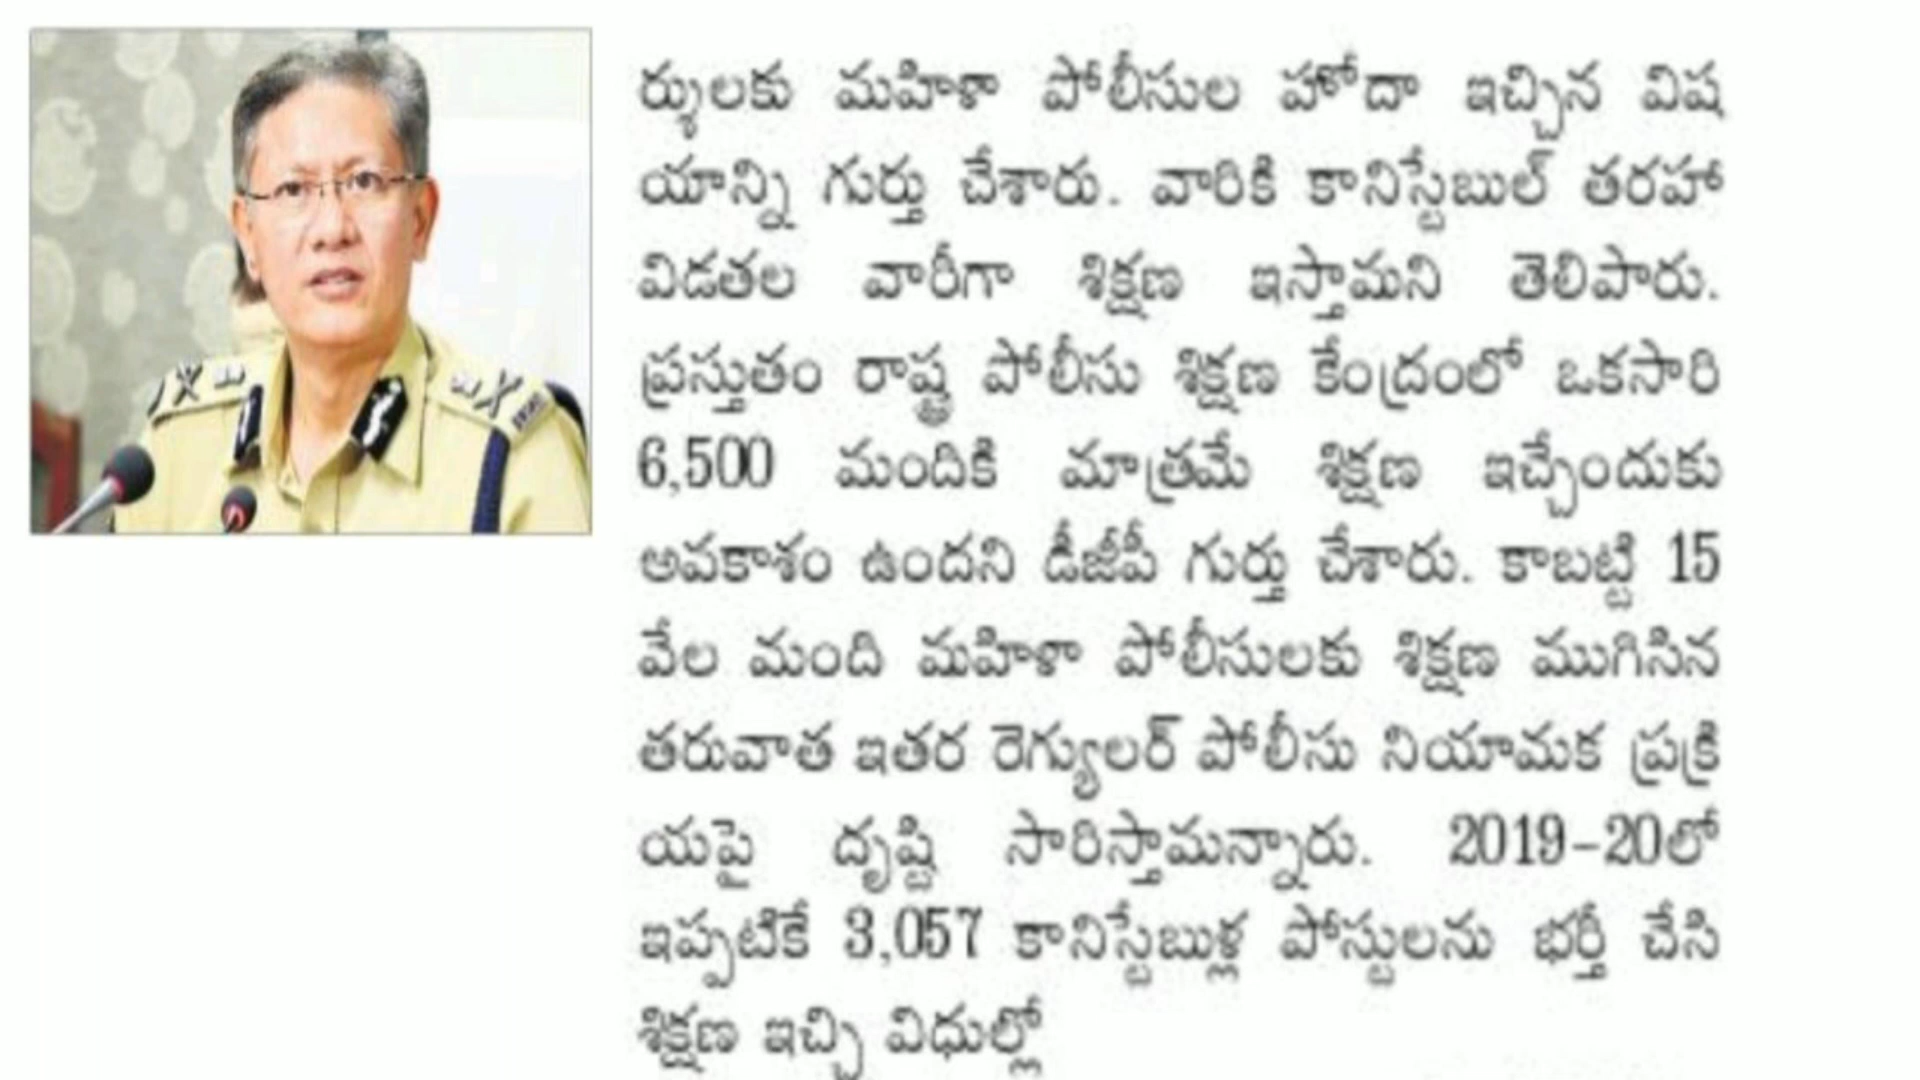 ర్శులకు మహిళా పోలీసుల హోదా ఇచ్చిన విష
యాన్ని గుర్తు చేశారు. వారికి కానిస్టేబుల్ తరహా
విడతల వారీగా శిక్షణ ఇస్తామని తెలిపారు.
ప్రస్తుతం రాష్ట్ర పోలీసు శిక్షణ కేంద్రంలో ఒకసారి
6,500 మందికి మాత్రమే శిక్షణ ఇచ్చేందుకు
అవకాశం ఉందని డీజీపీ గుర్తు చేశారు. కాబట్టి 15
వేల మంది మహిళా పోలీసులకు శిక్షణ ముగిసిన
తరువాత ఇతర రెగ్యులర్ పోలీసు నియామక ప్రక్రి
యపై దృష్టి సారిస్తామన్నారు. 2019-20లో
ఇప్పటికే 3,057 కానిస్టేబుళ్ల పోస్టులను భర్తీ చేసి
శిక్షణ ఇచ్చి విధుల్లో